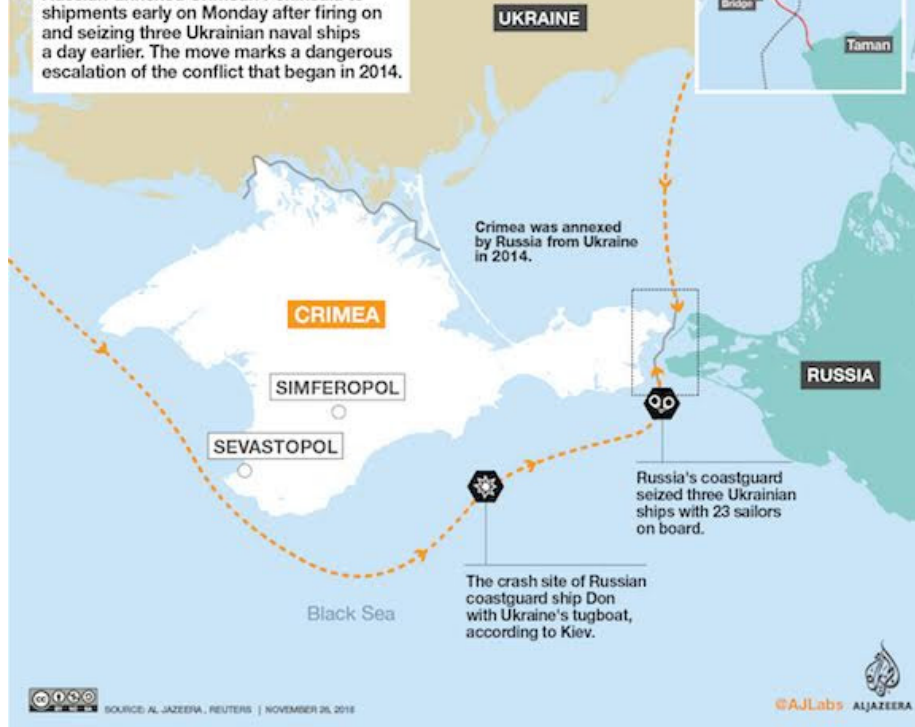 shipments early on Monday after firing on
and seizing three Ukrainian naval ships
a day earlier. The move marks a dangerous
escalation of the conflict that began in 2014.
UKRAINE
Bridge
Taman
Crimea was annexed
by Russia from Ukraine
in 2014.
CRIMEA
SIMFEROPOL
SEVASTOPOL
RUSSIA
Russia's coastguard
seized three Ukrainian
ships with 23 sailors
on board.
The crash site of Russian
coastguard ship Don
with Ukraine's tugboat,
according to Kiev.
Black Sea
SOURCE: AL JAZEERA, REUTERS | NOVEMBER 26, 2018
@AJLabs
ALJAZEERA